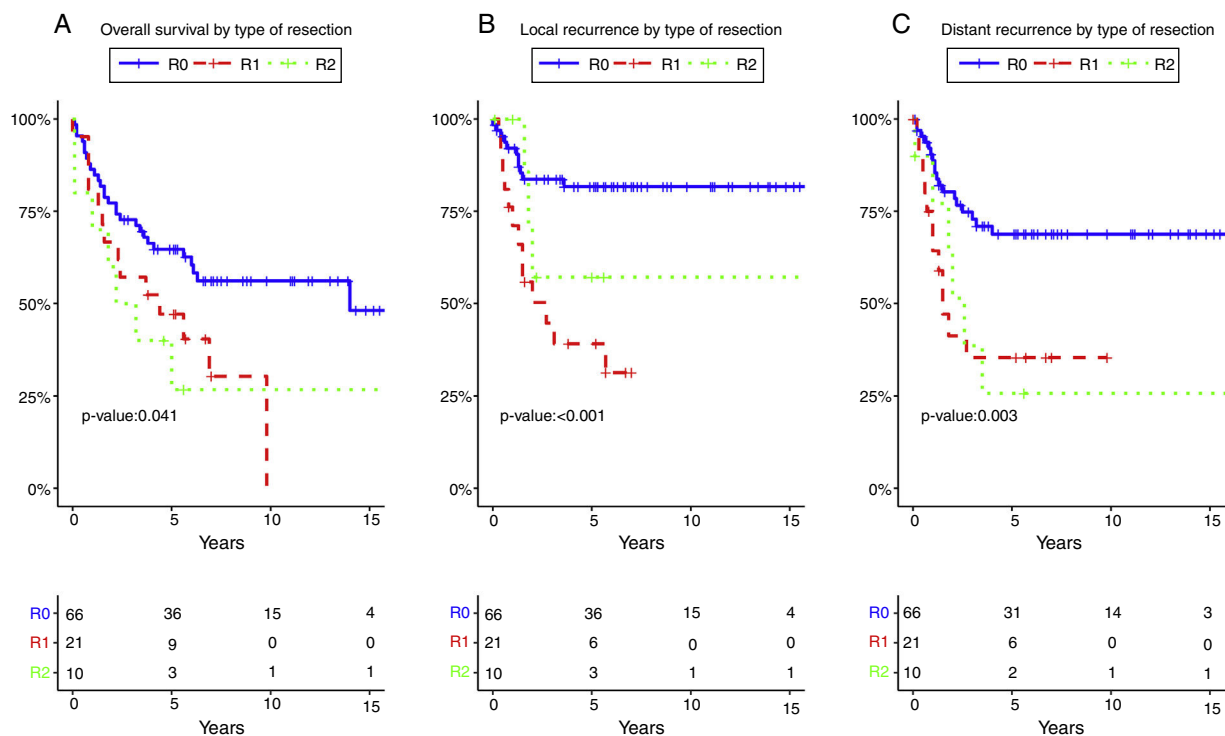 A Overall survival by type of resection
R0 R1 R2
100%
75%
50%
25%
0%
p-value:0.041
0 5 10 15
Years
R0 66 36 15 4
R1 21 9 0 0
R2 10 3 1 1
0 5 10 15
Years
B Local recurrence by type of resection
R0 R1 R2
100%
75%
50%
25%
0%
p-value:<0.001
0 5 10 15
Years
R0 66 36 15 4
R1 21 6 0 0
R2 10 3 1 1
0 5 10 15
Years
C Distant recurrence by type of resection
R0 R1 R2
100%
75%
50%
25%
0%
p-value:0.003
0 5 10 15
Years
R0 66 31 14 3
R1 21 6 0 0
R2 10 2 1 1
0 5 10 15
Years